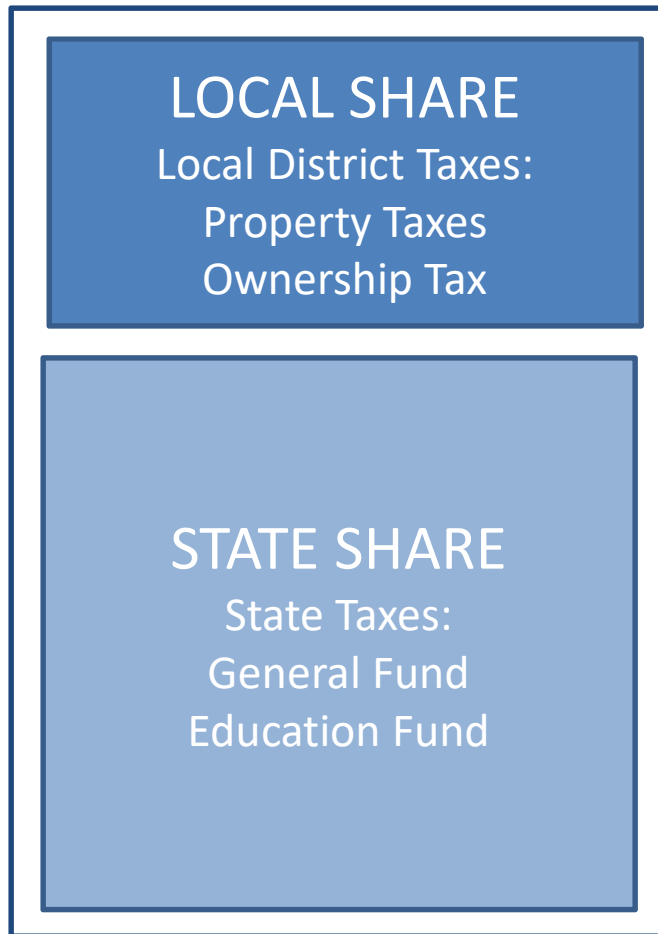 LOCAL SHARE
Local District Taxes:
Property Taxes
Ownership Tax
STATE SHARE
State Taxes:
General Fund
Education Fund